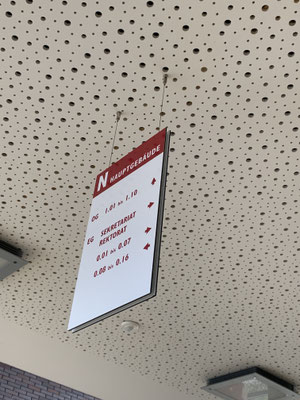 N HAUPTGEBÄUDE
OG 1.01 bis 1.10
EG SEKRETARIAT
REKTORAT
0.01 bis 0.07
0.08 bis 0.16